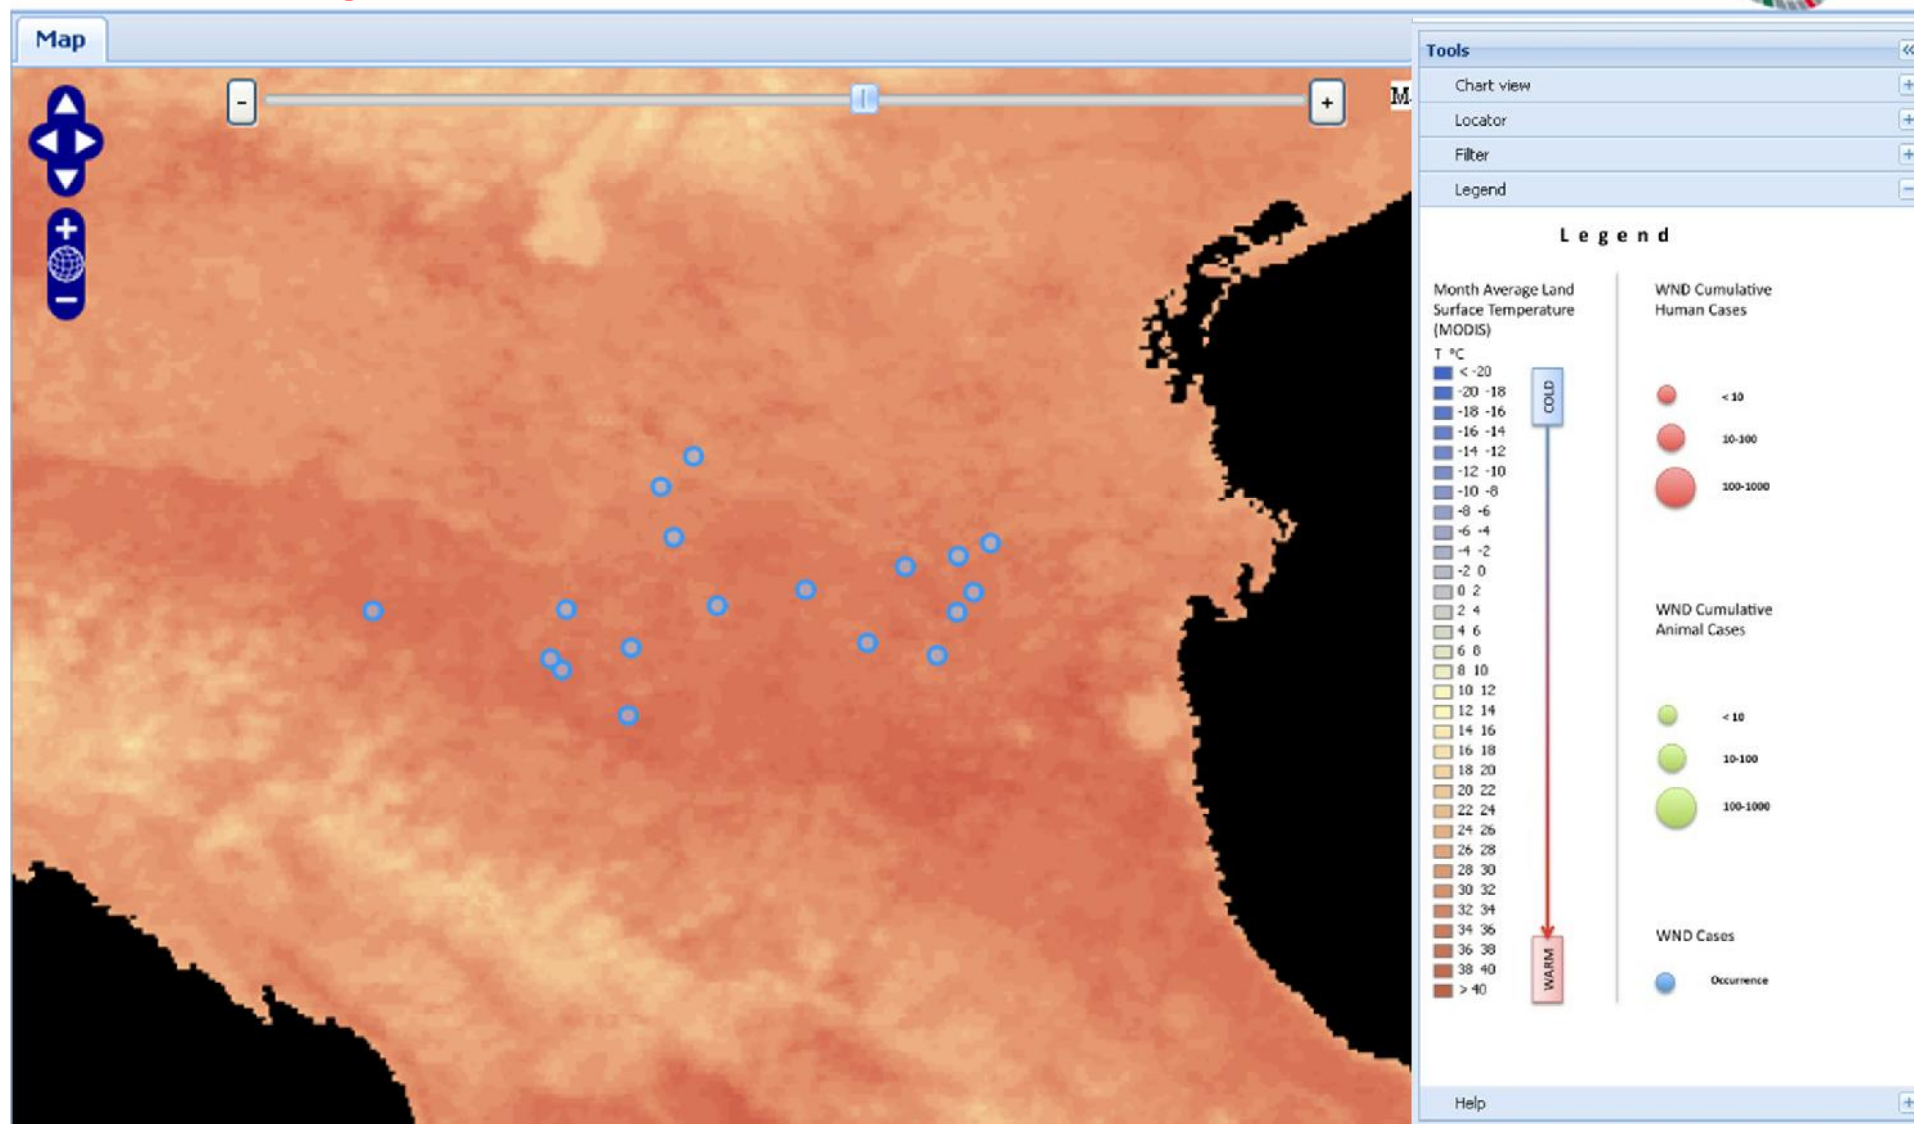 Map
-
+
M
Tools
Chart view
Locator
Filter
Legend
Legend
Month Average Land
Surface Temperature
(MODIS)
T °C
< -20
-20 -18
-18 -16
-16 -14
-14 -12
-12 -10
-10 -8
-8 -6
-6 -4
-4 -2
-2 0
0 2
2 4
4 6
6 8
8 10
10 12
12 14
14 16
16 18
18 20
20 22
22 24
24 26
26 28
28 30
30 32
32 34
34 36
36 38
38 40
> 40
COLD
WARM
WND Cumulative
Human Cases
< 10
10-100
100-1000
WND Cumulative
Animal Cases
< 10
10-100
100-1000
WND Cases
Occurrence
Help